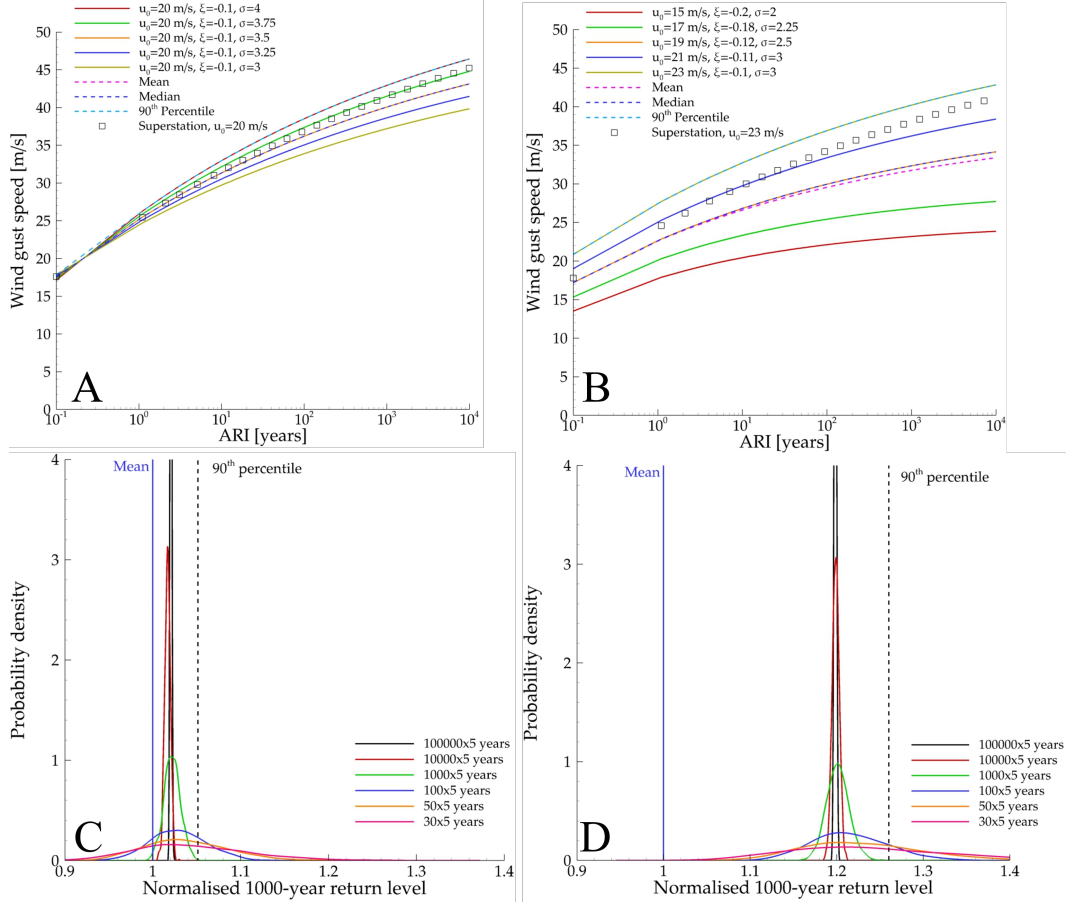 u₀=20 m/s, ξ=-0.1, σ=4
u₀=20 m/s, ξ=-0.1, σ=3.75
u₀=20 m/s, ξ=-0.1, σ=3.5
u₀=20 m/s, ξ=-0.1, σ=3.25
u₀=20 m/s, ξ=-0.1, σ=3
Mean
Median
90th Percentile
Superstation, u₀=20 m/s
50
45
40
35
30
25
20
15
10
5
0
Wind gust speed [m/s]
A
10⁻¹ 10⁰ 10¹ 10² 10³ 10⁴
ARI [years]
u₀=15 m/s, ξ=-0.2, σ=2
u₀=17 m/s, ξ=-0.18, σ=2.25
u₀=19 m/s, ξ=-0.12, σ=2.5
u₀=21 m/s, ξ=-0.11, σ=3
u₀=23 m/s, ξ=-0.1, σ=3
Mean
Median
90th Percentile
Superstation, u₀=23 m/s
50
45
40
35
30
25
20
15
10
5
0
Wind gust speed [m/s]
B
10⁻¹ 10⁰ 10¹ 10² 10³ 10⁴
ARI [years]
Mean
90th percentile
4
3
2
1
0
Probability density
100000x5 years
10000x5 years
1000x5 years
100x5 years
50x5 years
30x5 years
C
0.9 1 1.1 1.2 1.3 1.4
Normalised 1000-year return level
Mean
90th percentile
4
3
2
1
0
Probability density
100000x5 years
10000x5 years
1000x5 years
100x5 years
50x5 years
30x5 years
D
0.9 1 1.1 1.2 1.3 1.4
Normalised 1000-year return level